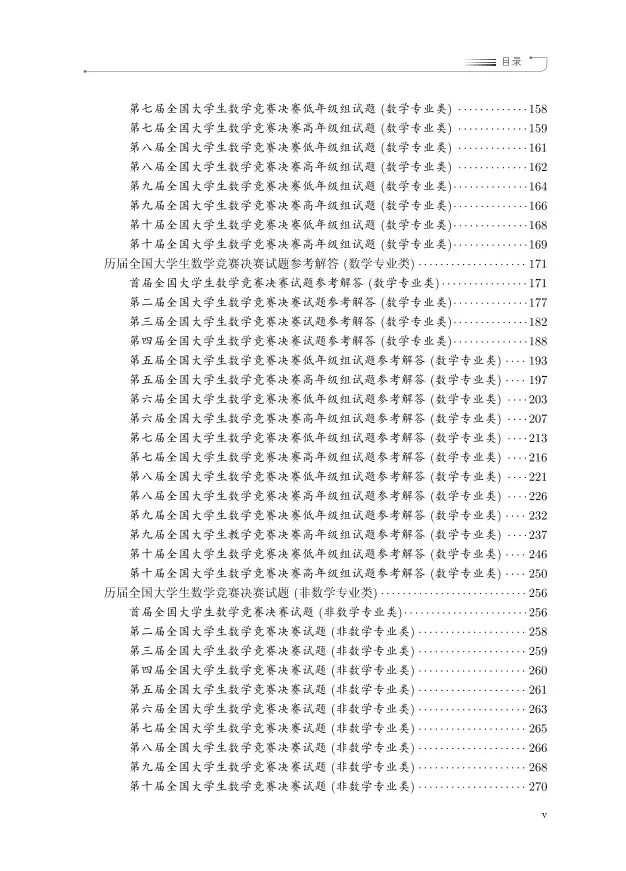 目录
第七届全国大学生数学竞赛决赛低年级组试题 (数学专业类) ·············158
第七届全国大学生数学竞赛决赛高年级组试题 (数学专业类) ·············159
第八届全国大学生数学竞赛决赛低年级组试题 (数学专业类) ·············161
第八届全国大学生数学竞赛决赛高年级组试题 (数学专业类) ·············162
第九届全国大学生数学竞赛决赛低年级组试题 (数学专业类)··············164
第九届全国大学生数学竞赛决赛高年级组试题 (数学专业类)··············166
第十届全国大学生数学竞赛决赛低年级组试题 (数学专业类)··············168
第十届全国大学生数学竞赛决赛高年级组试题 (数学专业类)··············169
历届全国大学生数学竞赛决赛试题参考解答 (数学专业类)····················171
首届全国大学生数学竞赛决赛试题参考解答 (数学专业类)················171
第二届全国大学生数学竞赛决赛试题参考解答 (数学专业类)··············177
第三届全国大学生数学竞赛决赛试题参考解答 (数学专业类)··············182
第四届全国大学生数学竞赛决赛试题参考解答 (数学专业类)··············188
第五届全国大学生数学竞赛决赛低年级组试题参考解答 (数学专业类) ····193
第五届全国大学生数学竞赛决赛高年级组试题参考解答 (数学专业类) ····197
第六届全国大学生数学竞赛决赛低年级组试题参考解答 (数学专业类) ····203
第六届全国大学生数学竞赛决赛高年级组试题参考解答 (数学专业类) ····207
第七届全国大学生数学竞赛决赛低年级组试题参考解答 (数学专业类) ····213
第七届全国大学生数学竞赛决赛高年级组试题参考解答 (数学专业类) ····216
第八届全国大学生数学竞赛决赛低年级组试题参考解答 (数学专业类) ····221
第八届全国大学生数学竞赛决赛高年级组试题参考解答 (数学专业类) ····226
第九届全国大学生数学竞赛决赛低年级组试题参考解答 (数学专业类) ····232
第九届全国大学生教学竞赛决赛高年级组试题参考解答 (数学专业类) ····237
第十届全国大学生数学竞赛决赛低年级组试题参考解答 (数学专业类) ····246
第十届全国大学生数学竞赛决赛高年级组试题参考解答 (数学专业类) ····250
历届全国大学生数学竞赛决赛试题 (非数学专业类)···························256
首届全国大学生数学竞赛决赛试题 (非数学专业类)·······················256
第二届全国大学生数学竞赛决赛试题 (非数学专业类)····················258
第三届全国大学生数学竞赛决赛试题 (非数学专业类)····················259
第四届全国大学生数学竞赛决赛试题 (非数学专业类)····················260
第五届全国大学生数学竞赛决赛试题 (非数学专业类)····················261
第六届全国大学生数学竞赛决赛试题 (非数学专业类)····················263
第七届全国大学生数学竞赛决赛试题 (非数学专业类)····················265
第八届全国大学生数学竞赛决赛试题 (非数学专业类)····················266
第九届全国大学生数学竞赛决赛试题 (非数学专业类)····················268
第十届全国大学生数学竞赛决赛试题 (非数学专业类)····················270
v